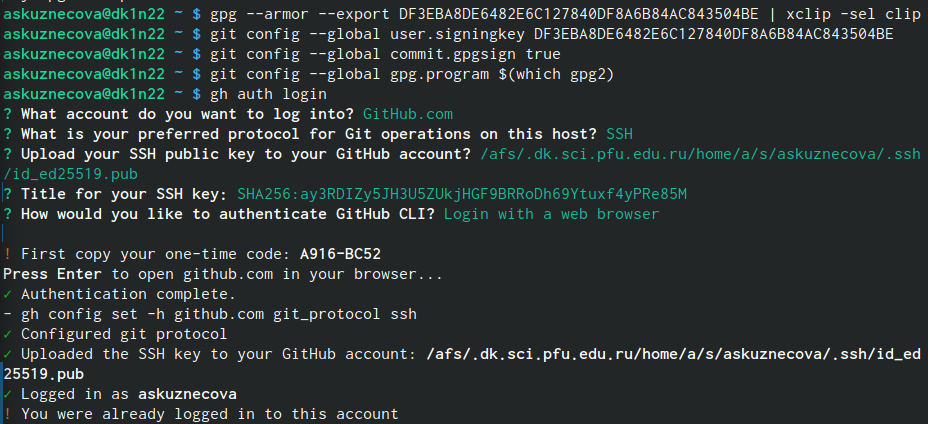 askuznecova@dk1n22 ~ $ gpg --armor --export DF3EBA8DE6482E6C127840DF8A6B84AC843504BE | xclip -sel clip
askuznecova@dk1n22 ~ $ git config --global user.signingkey DF3EBA8DE6482E6C127840DF8A6B84AC843504BE
askuznecova@dk1n22 ~ $ git config --global commit.gpgsign true
askuznecova@dk1n22 ~ $ git config --global gpg.program $(which gpg2)
askuznecova@dk1n22 ~ $ gh auth login
? What account do you want to log into? GitHub.com
? What is your preferred protocol for Git operations on this host? SSH
? Upload your SSH public key to your GitHub account? /afs/.dk.sci.pfu.edu.ru/home/a/s/askuznecova/.ssh
/id_ed25519.pub
? Title for your SSH key: SHA256:ay3RDIZy5JH3U5ZUkjHGF9BRRoDh69Ytuxf4yPRe85M
? How would you like to authenticate GitHub CLI? Login with a web browser
! First copy your one-time code: A916-BC52
Press Enter to open github.com in your browser...
✓ Authentication complete.
- gh config set -h github.com git_protocol ssh
✓ Configured git protocol
✓ Uploaded the SSH key to your GitHub account: /afs/.dk.sci.pfu.edu.ru/home/a/s/askuznecova/.ssh/id_ed
25519.pub
✓ Logged in as askuznecova
! You were already logged in to this account